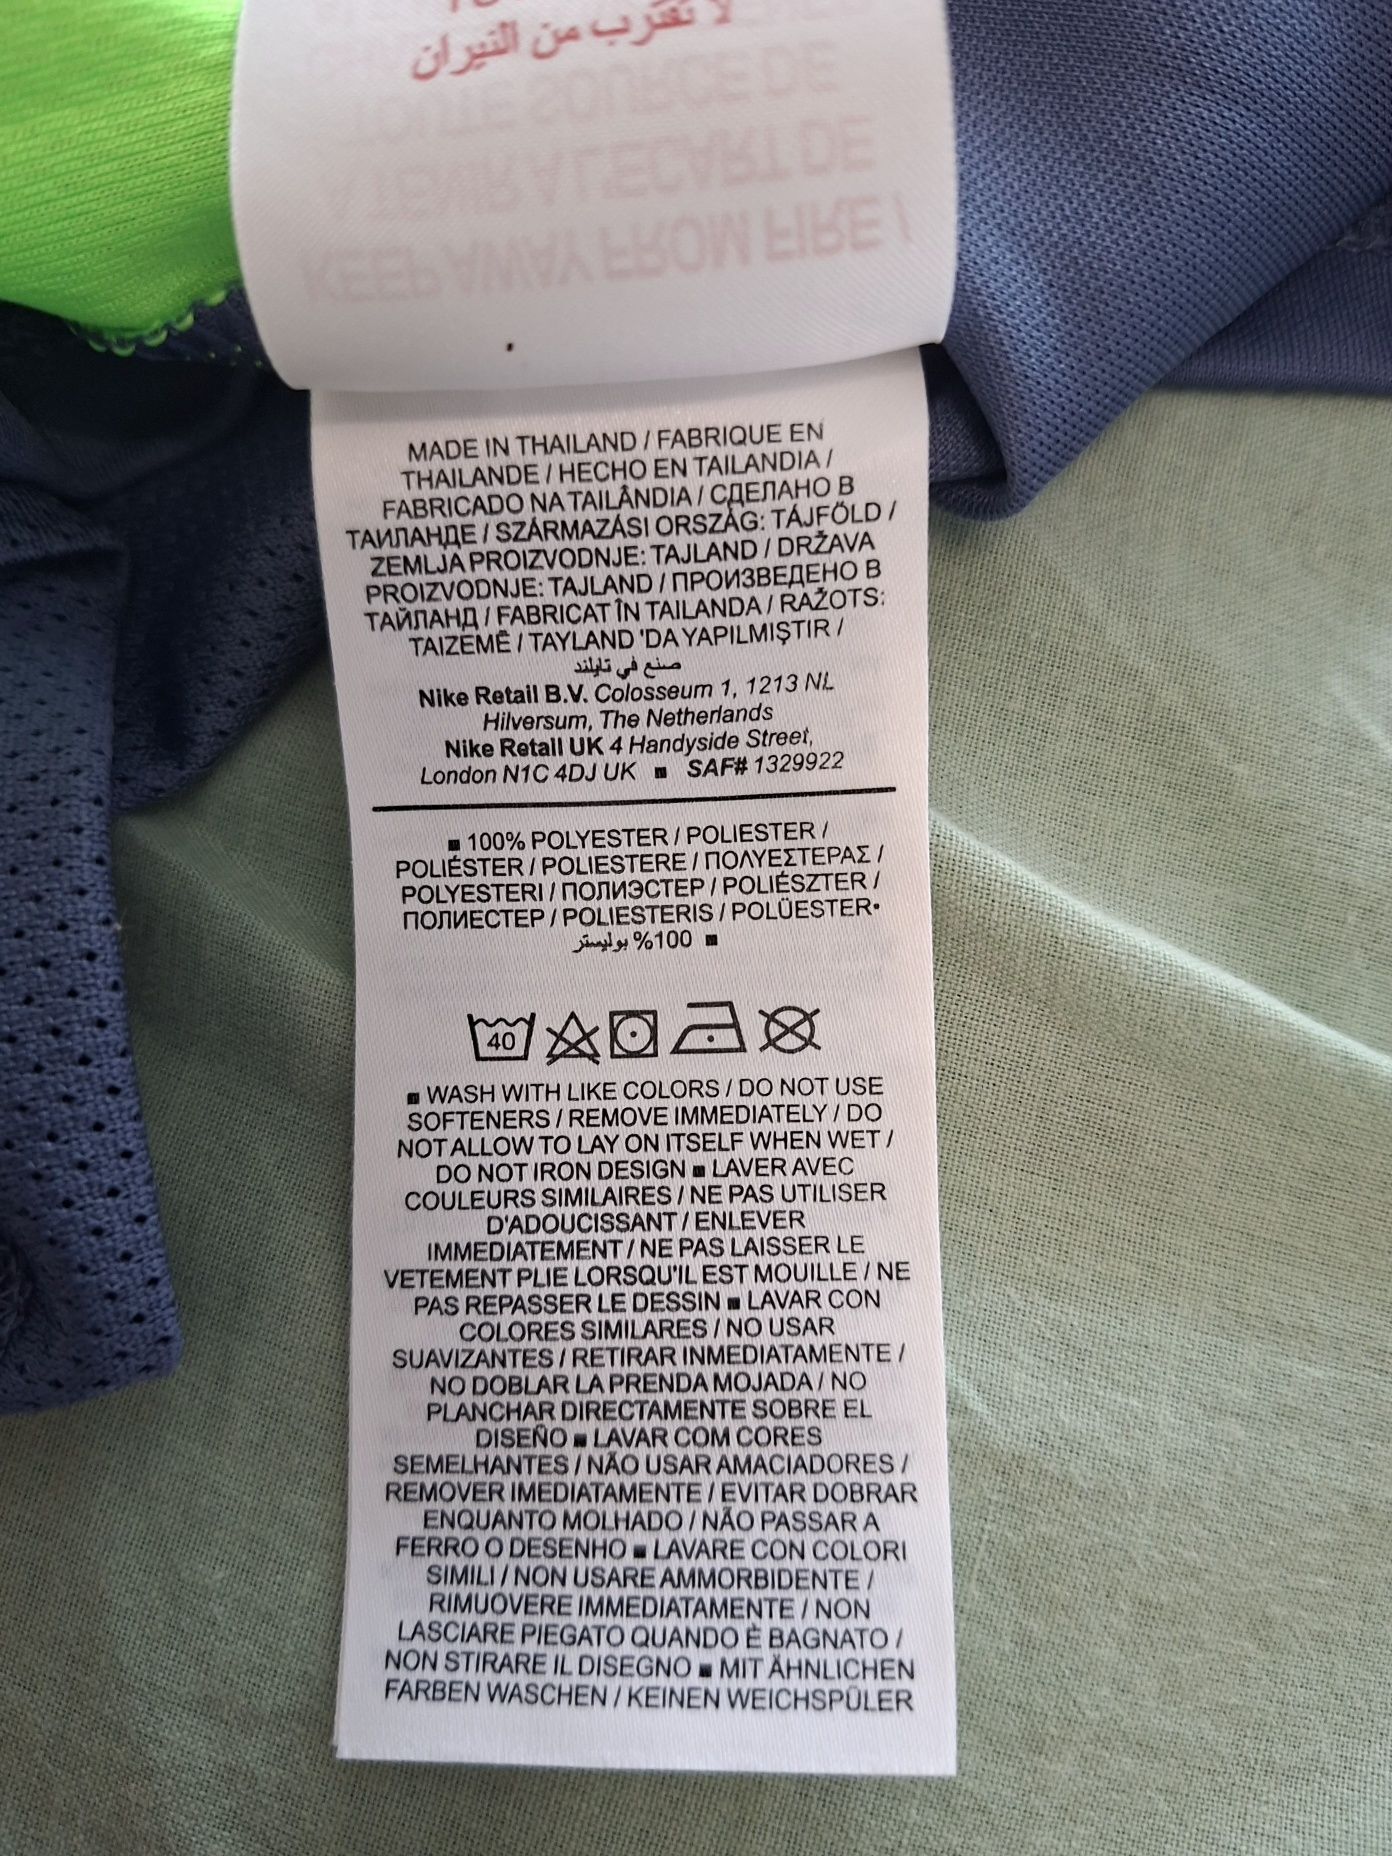 لا تقترب من النيران
TOUTE SOURCE DE
A TENIR A L'ECART DE
KEEP AWAY FROM FIRE /
MADE IN THAILAND / FABRIQUE EN
THAILANDE / HECHO EN TAILANDIA /
FABRICADO NA TAILÂNDIA / СДЕЛАНО В
ТАИЛАНДЕ / SZÁRMAZÁSI ORSZÁG: TÁJFÖLD /
ZEMLJA PROIZVODNJE: TAJLAND / DRŽAVA
PROIZVODNJE: TAJLAND / ПРОИЗВЕДЕНО В
ТАЙЛАНД / FABRICAT ÎN TAILANDA / RAŽOTS:
TAIZEMĒ / TAYLAND 'DA YAPILMIŞTIR /
صنع في تايلند
Nike Retail B.V. Colosseum 1, 1213 NL
Hilversum, The Netherlands
Nike Retail UK 4 Handyside Street,
London N1C 4DJ UK ■ SAF# 1329922
■ 100% POLYESTER / POLIESTER /
POLIÉSTER / POLIESTERE / ΠΟΛΥΕΣΤΕΡΑΣ /
POLYESTERI / ПОЛИЭСТЕР / POLIÉSZTER /
ПОЛИЕСТЕР / POLIESTERIS / POLÜESTER•
■ 100% بوليستر
40
■ WASH WITH LIKE COLORS / DO NOT USE
SOFTENERS / REMOVE IMMEDIATELY / DO
NOT ALLOW TO LAY ON ITSELF WHEN WET /
DO NOT IRON DESIGN ■ LAVER AVEC
COULEURS SIMILAIRES / NE PAS UTILISER
D'ADOUCISSANT / ENLEVER
IMMEDIATEMENT / NE PAS LAISSER LE
VETEMENT PLIE LORSQU'IL EST MOUILLE / NE
PAS REPASSER LE DESSIN ■ LAVAR CON
COLORES SIMILARES / NO USAR
SUAVIZANTES / RETIRAR INMEDIATAMENTE /
NO DOBLAR LA PRENDA MOJADA / NO
PLANCHAR DIRECTAMENTE SOBRE EL
DISEÑO ■ LAVAR COM CORES
SEMELHANTES / NÃO USAR AMACIADORES /
REMOVER IMEDIATAMENTE / EVITAR DOBRAR
ENQUANTO MOLHADO / NÃO PASSAR A
FERRO O DESENHO ■ LAVARE CON COLORI
SIMILI / NON USARE AMMORBIDENTE /
RIMUOVERE IMMEDIATAMENTE / NON
LASCIARE PIEGATO QUANDO È BAGNATO /
NON STIRARE IL DISEGNO ■ MIT ÄHNLICHEN
FARBEN WASCHEN / KEINEN WEICHSPÜLER